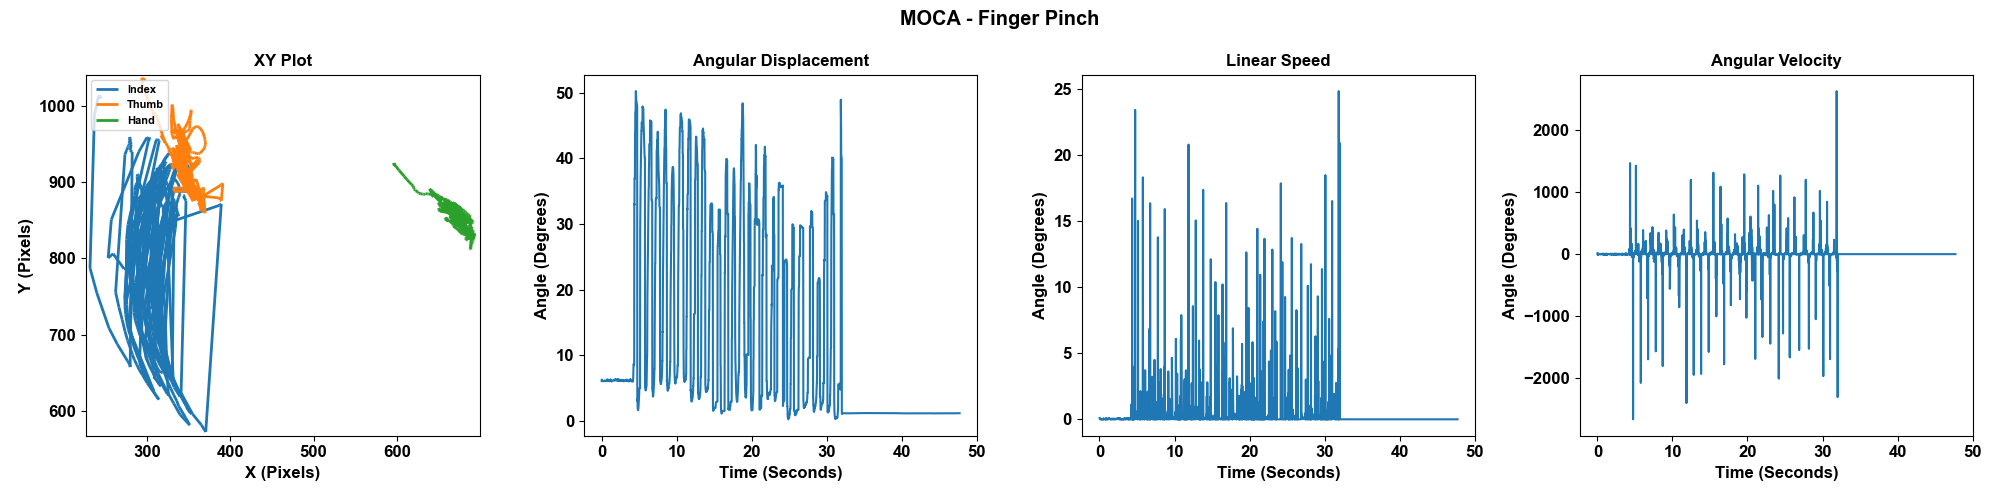 MOCA - Finger Pinch
XY Plot
Index
Thumb
Hand
1000
900
800
700
600
300
400
500
600
Y (Pixels)
X (Pixels)
Angular Displacement
50
40
30
20
10
0
0
10
20
30
40
50
Angle (Degrees)
Time (Seconds)
Linear Speed
25
20
15
10
5
0
0
10
20
30
40
50
Angle (Degrees)
Time (Seconds)
Angular Velocity
2000
1000
0
−1000
−2000
0
10
20
30
40
50
Angle (Degrees)
Time (Seconds)